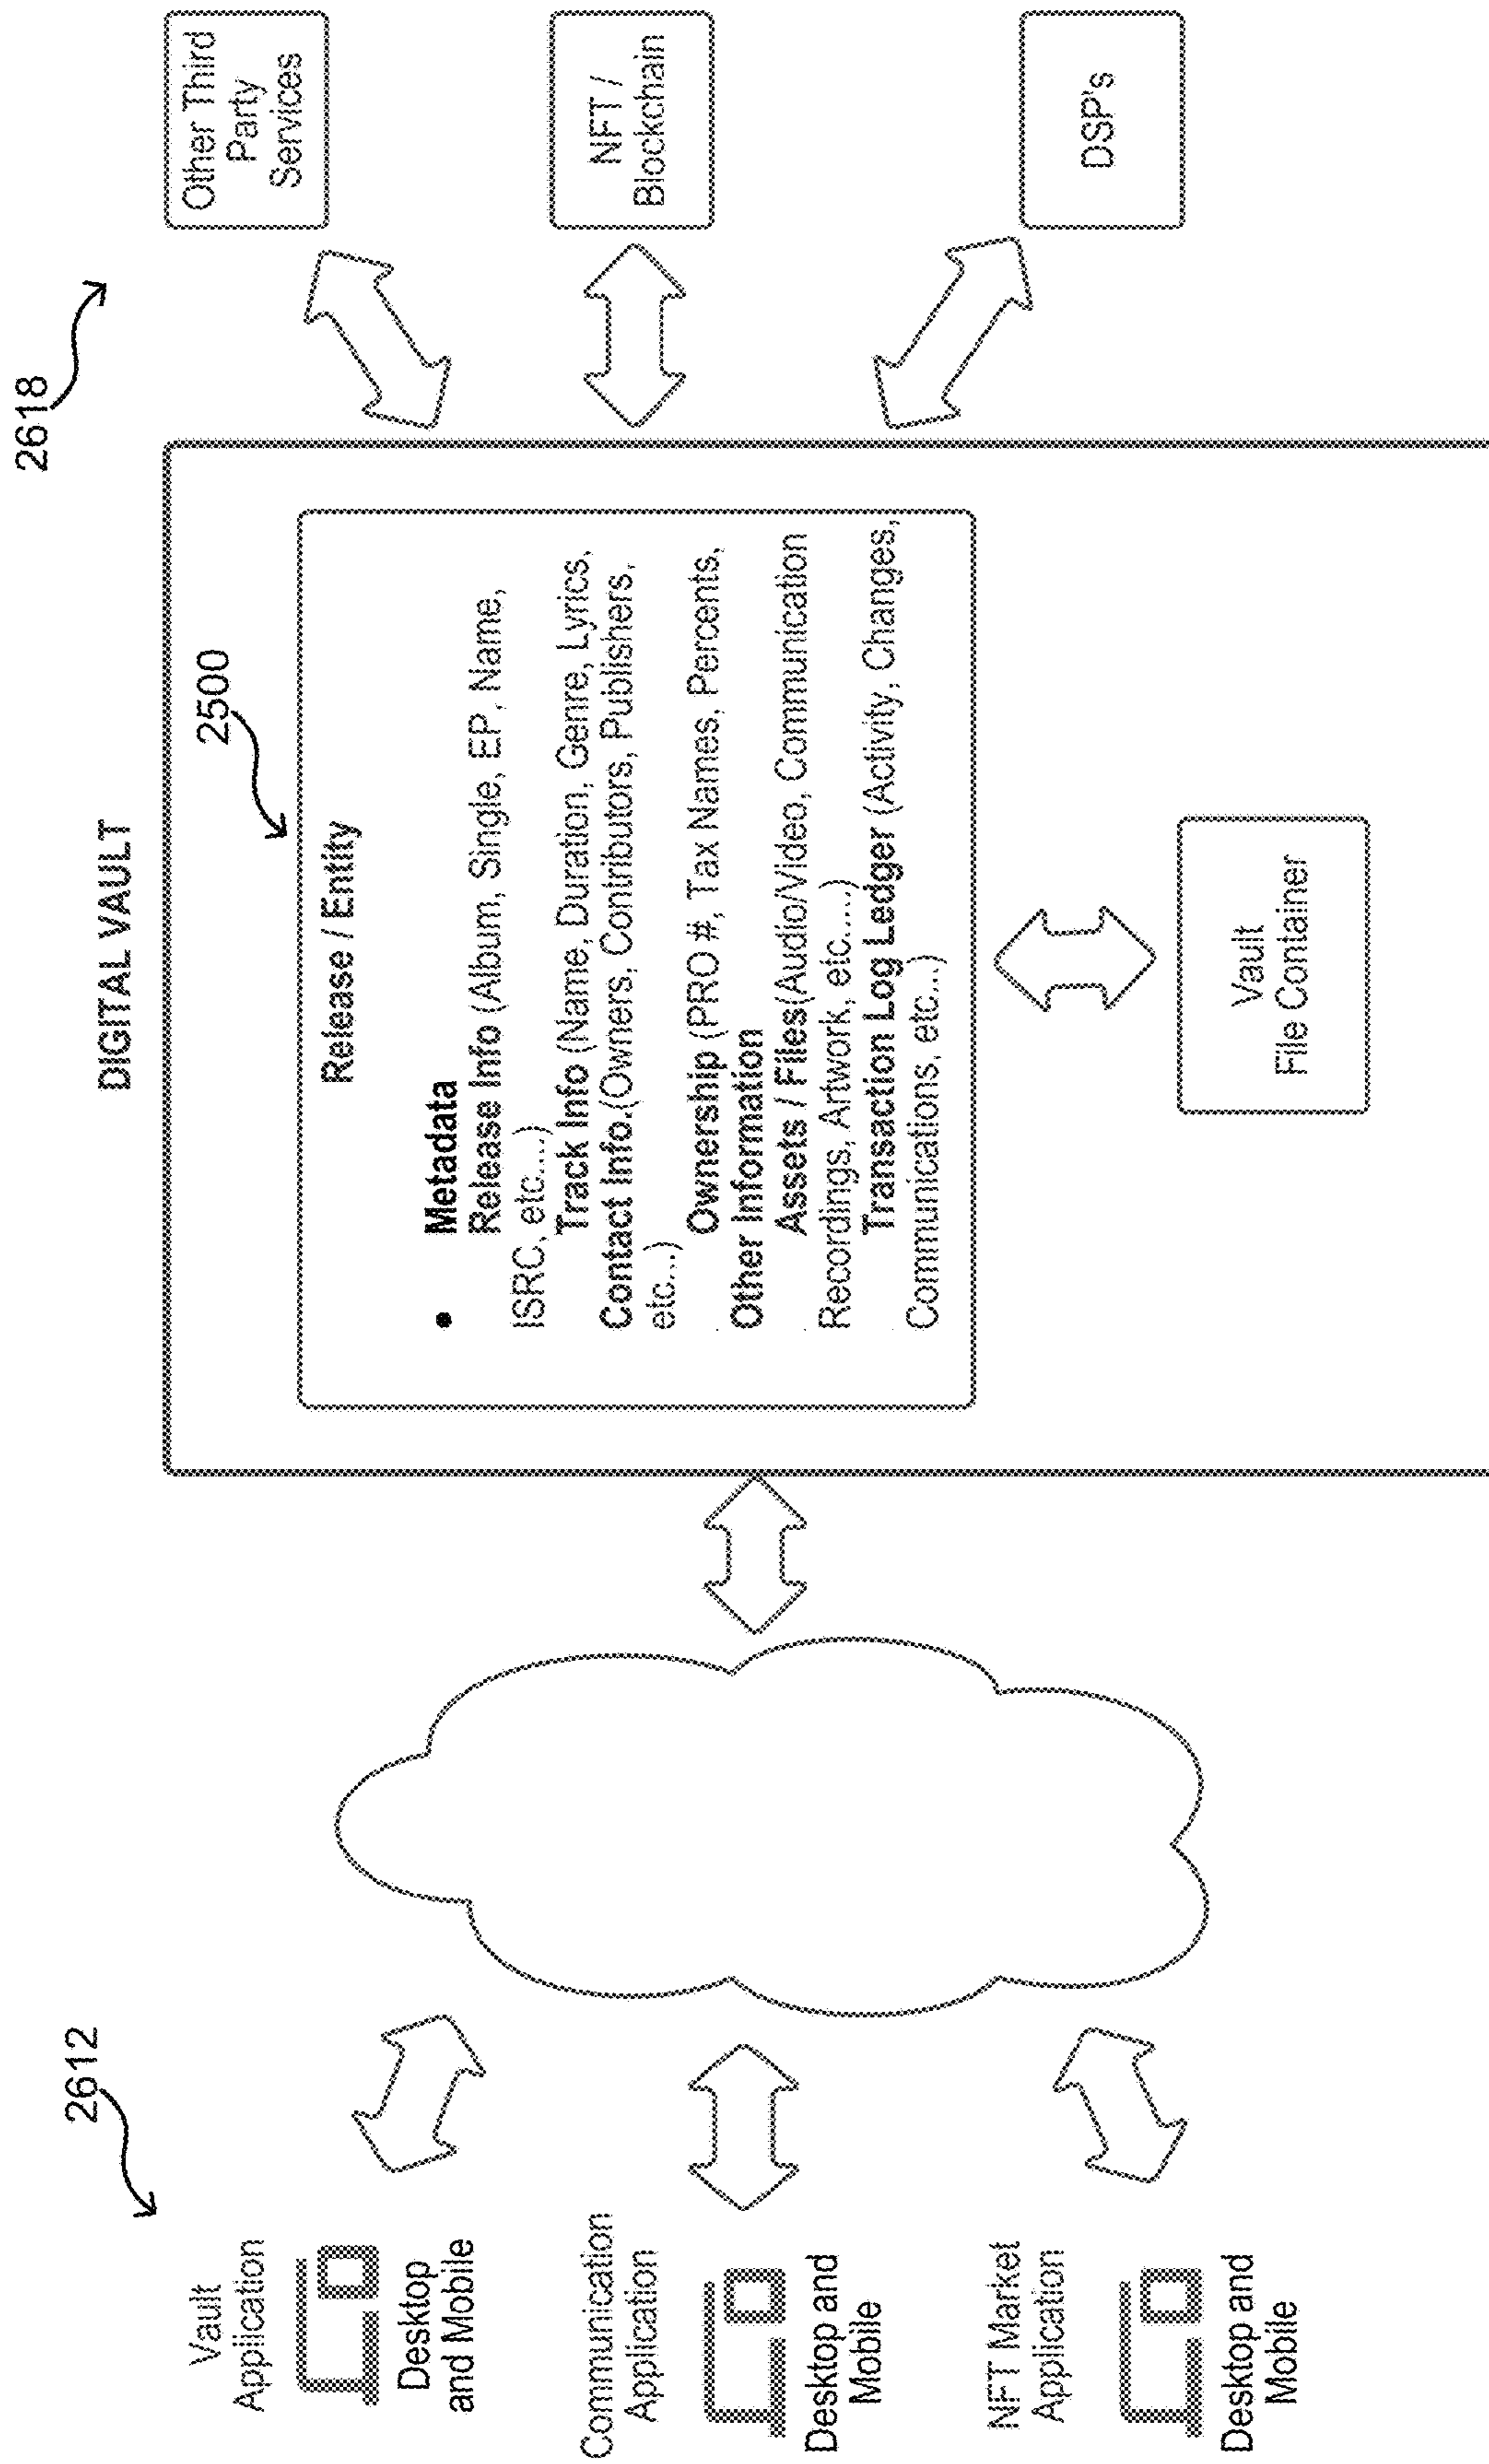 2612
2618
DIGITAL VAULT
2500
Vault
Application
Desktop
and Mobile
Communication
Application
Desktop and
Mobile
NFT Market
Application
Desktop and
Mobile
Release / Entity
• Metadata
Release Info (Album, Single, EP, Name,
ISRC, etc....)
Track Info (Name, Duration, Genre, Lyrics,
Contact Info.(Owners, Contributors, Publishers,
etc...)
Ownership (PRO #, Tax Names, Percents,
Other Information
Assets / Files(Audio/Video, Communication
Recordings, Artwork, etc.....)
Transaction Log Ledger (Activity, Changes,
Communications, etc...)
Vault
File Container
Other Third
Party
Services
NFT /
Blockchain
DSP's